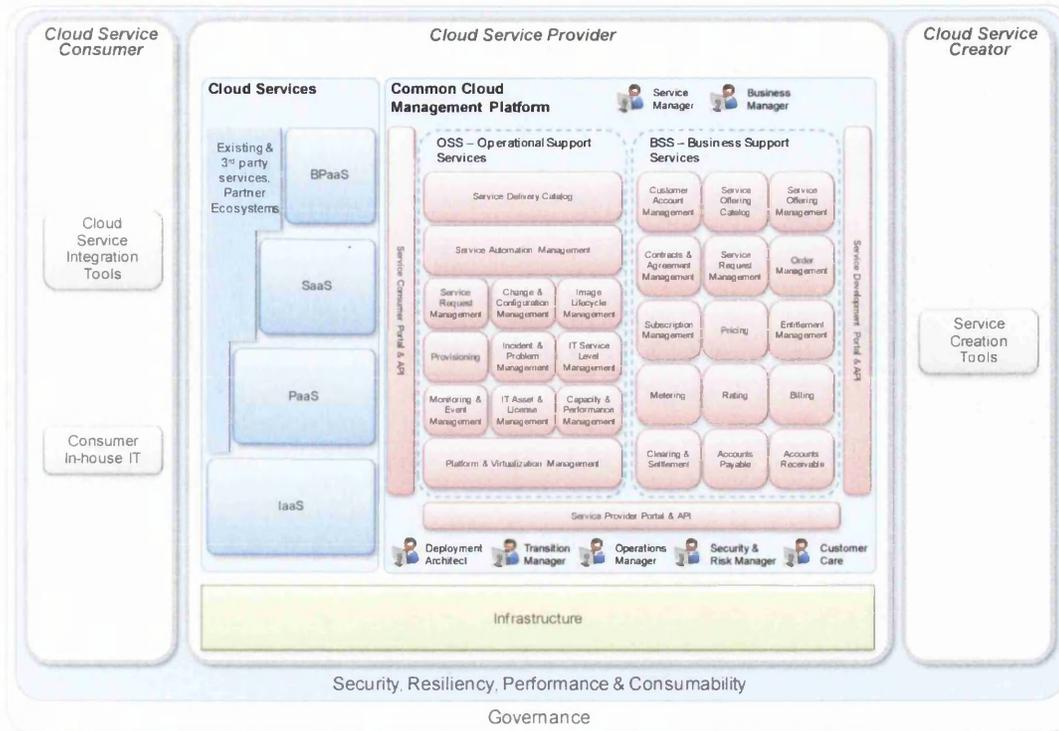 Cloud Service
Consumer
Cloud Service
Integration
Tools
Consumer
In-house IT
Cloud Service Provider
Cloud Services
Existing &
3rd party
services,
Partner
Ecosystems
BPaaS
SaaS
PaaS
IaaS
Common Cloud
Management Platform
Service
Manager
Business
Manager
Service Consumer Portal & API
OSS – Operational Support
Services
Service Delivery Catalog
Service Automation Management
Service
Request
Management
Change &
Configuration
Management
Image
Lifecycle
Management
Provisioning
Incident &
Problem
Management
IT Service
Level
Management
Monitoring &
Event
Management
IT Asset &
License
Management
Capacity &
Performance
Management
Platform & Virtualization Management
BSS – Business Support
Services
Customer
Account
Management
Service
Offering
Catalog
Service
Offering
Management
Contracts &
Agreement
Management
Service
Request
Management
Order
Management
Subscription
Management
Pricing
Entitlement
Management
Metering
Rating
Billing
Clearing &
Settlement
Accounts
Payable
Accounts
Receivable
Service Development Portal & API
Service Provider Portal & API
Deployment
Architect
Transition
Manager
Operations
Manager
Security &
Risk Manager
Customer
Care
Infrastructure
Cloud Service
Creator
Service
Creation
Tools
Security, Resiliency, Performance & Consumability
Governance